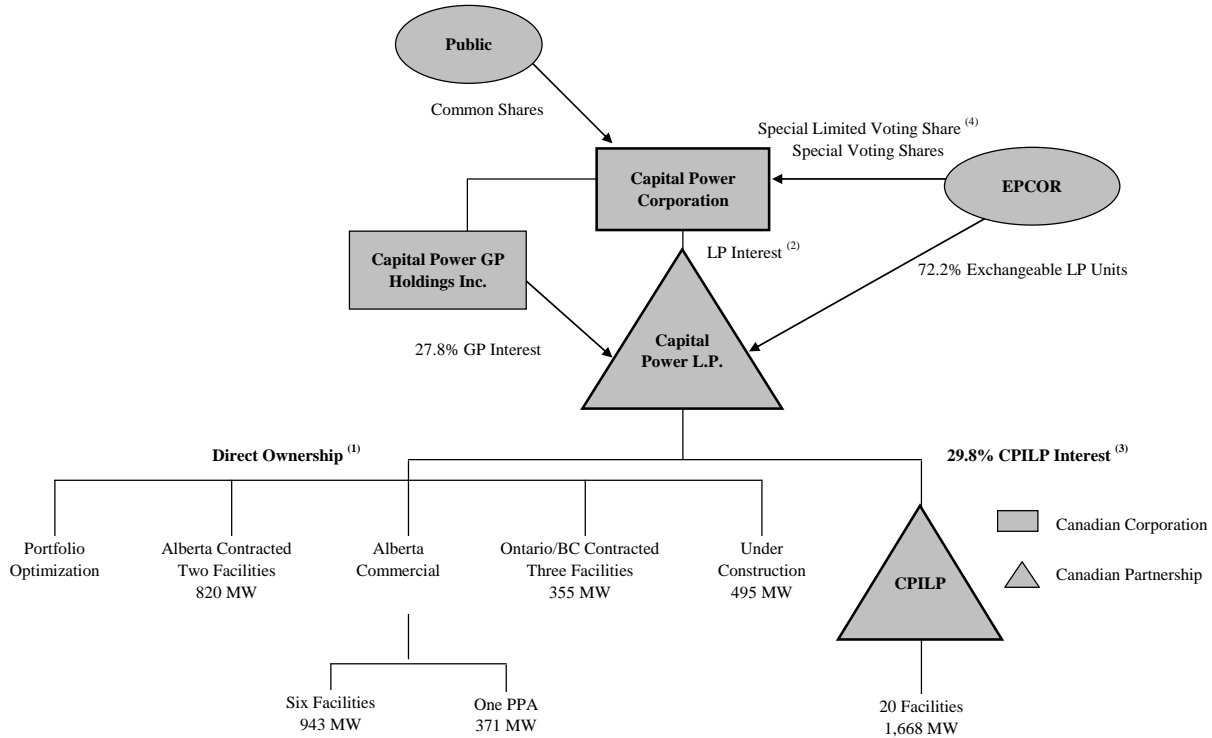 Public
Common Shares
Special Limited Voting Share (4)
Special Voting Shares
Capital Power
Corporation
EPCOR
Capital Power GP
Holdings Inc.
LP Interest (2)
72.2% Exchangeable LP Units
27.8% GP Interest
Capital
Power L.P.
Direct Ownership (1)
29.8% CPILP Interest (3)
Portfolio
Optimization
Alberta Contracted
Two Facilities
820 MW
Alberta
Commercial
Ontario/BC Contracted
Three Facilities
355 MW
Under
Construction
495 MW
CPILP
Canadian Corporation
Canadian Partnership
Six Facilities
943 MW
One PPA
371 MW
20 Facilities
1,668 MW